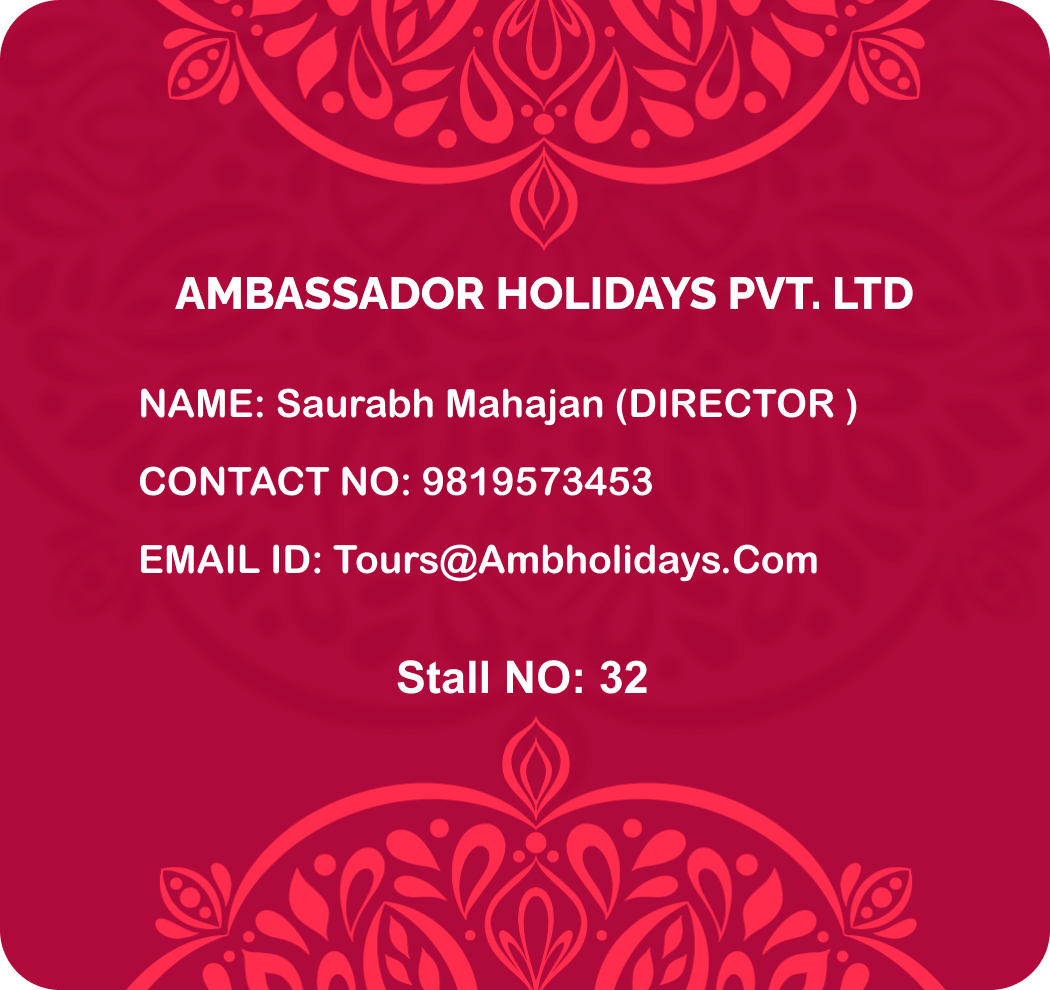 AMBASSADOR HOLIDAYS PVT. LTD
NAME: Saurabh Mahajan (DIRECTOR )
CONTACT NO: 9819573453
EMAIL ID: Tours@Ambholidays.Com
Stall NO: 32